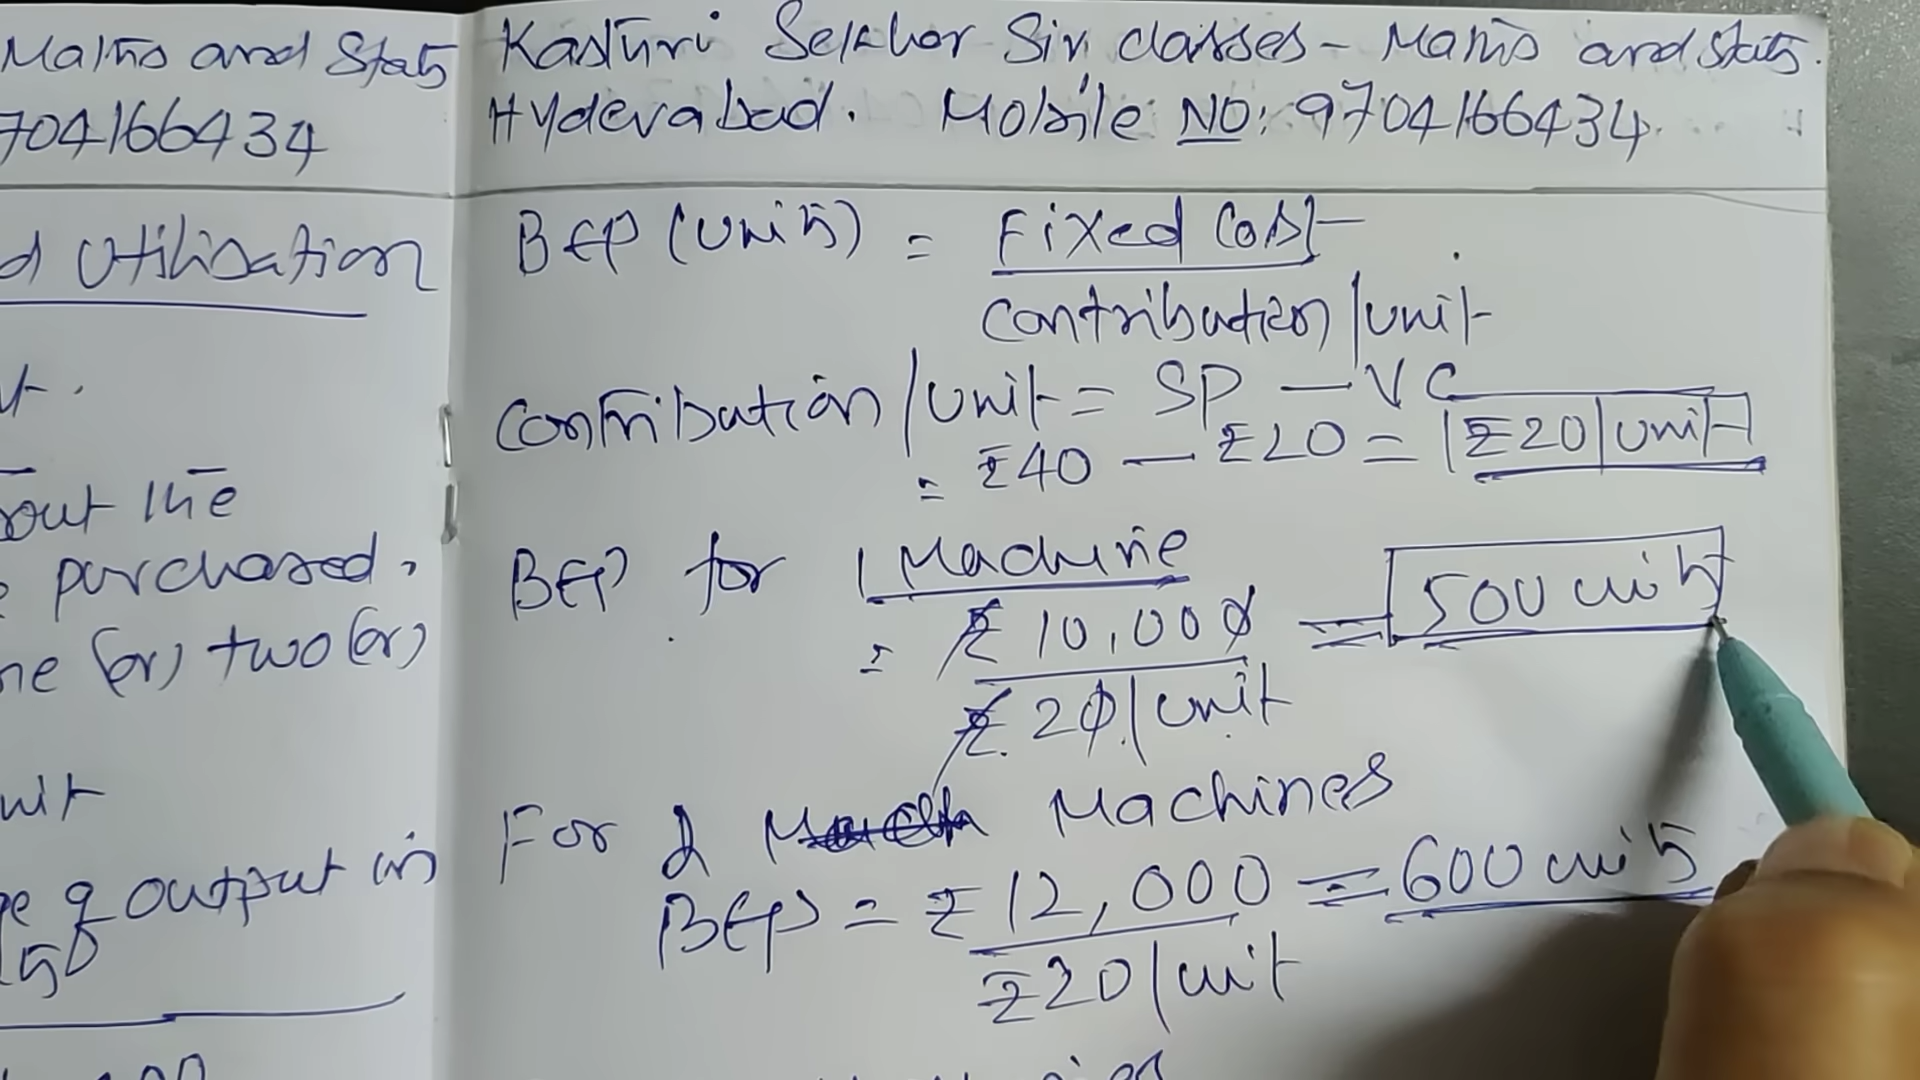 Maths and Stats
704166434
d Utilisation
out the
purchased.
ne (or) two (or)
unit
ge of output in
Kasturi Sekhar Sir classes - Maths and Stats.
Hyderabad. Mobile NO: 9704166434.
BEP (Units) = Fixed Cost
Contribution/unit
Contribution/Unit = SP - VC
= ₹40 - ₹20 = ₹20/unit
BEP for 1 Machine
= ₹10,000 = 500 units
₹20/unit
For 2 Machines
BEP = ₹12,000 = 600 units
₹20/unit